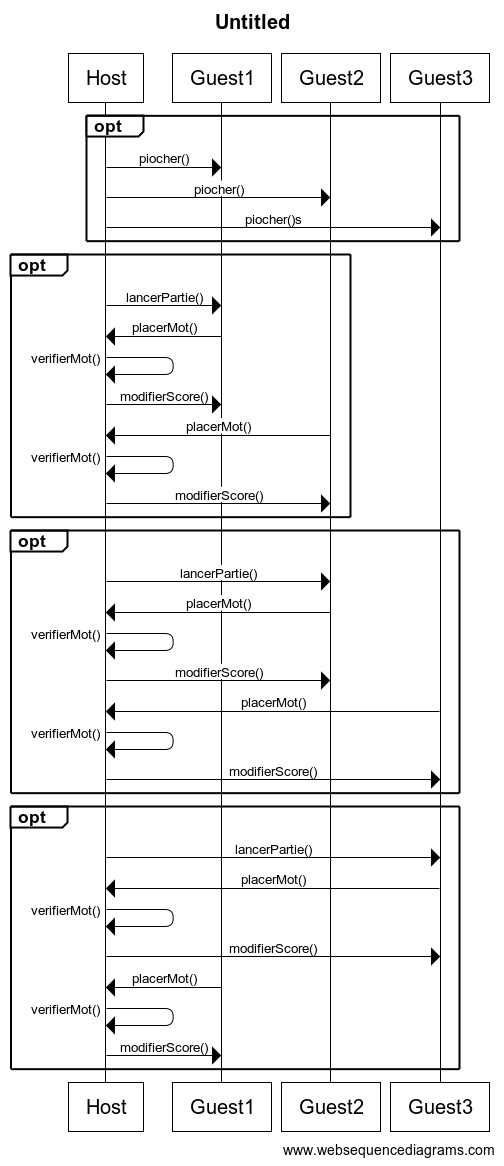 Untitled
Host Guest1 Guest2 Guest3
opt
piocher()
piocher()
piocher()s
opt
lancerPartie()
placerMot()
verifierMot()
modifierScore()
placerMot()
verifierMot()
modifierScore()
opt
lancerPartie()
placerMot()
verifierMot()
modifierScore()
placerMot()
verifierMot()
modifierScore()
opt
lancerPartie()
placerMot()
verifierMot()
modifierScore()
placerMot()
verifierMot()
modifierScore()
Host Guest1 Guest2 Guest3
www.websequencediagrams.com